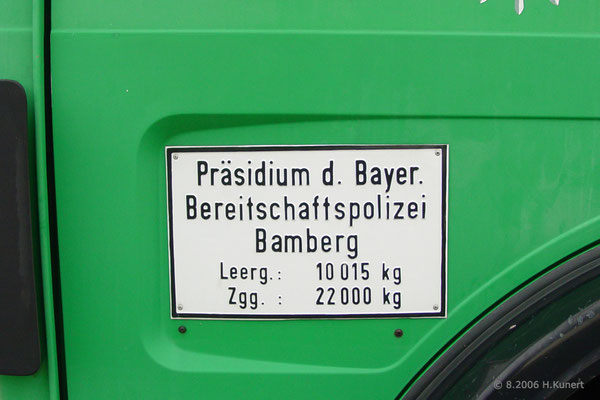 Präsidium d. Bayer.
Bereitschaftspolizei
Bamberg
Leerg.: 10 015 kg
Zgg. : 22 000 kg
© 8.2006 H.Kunert